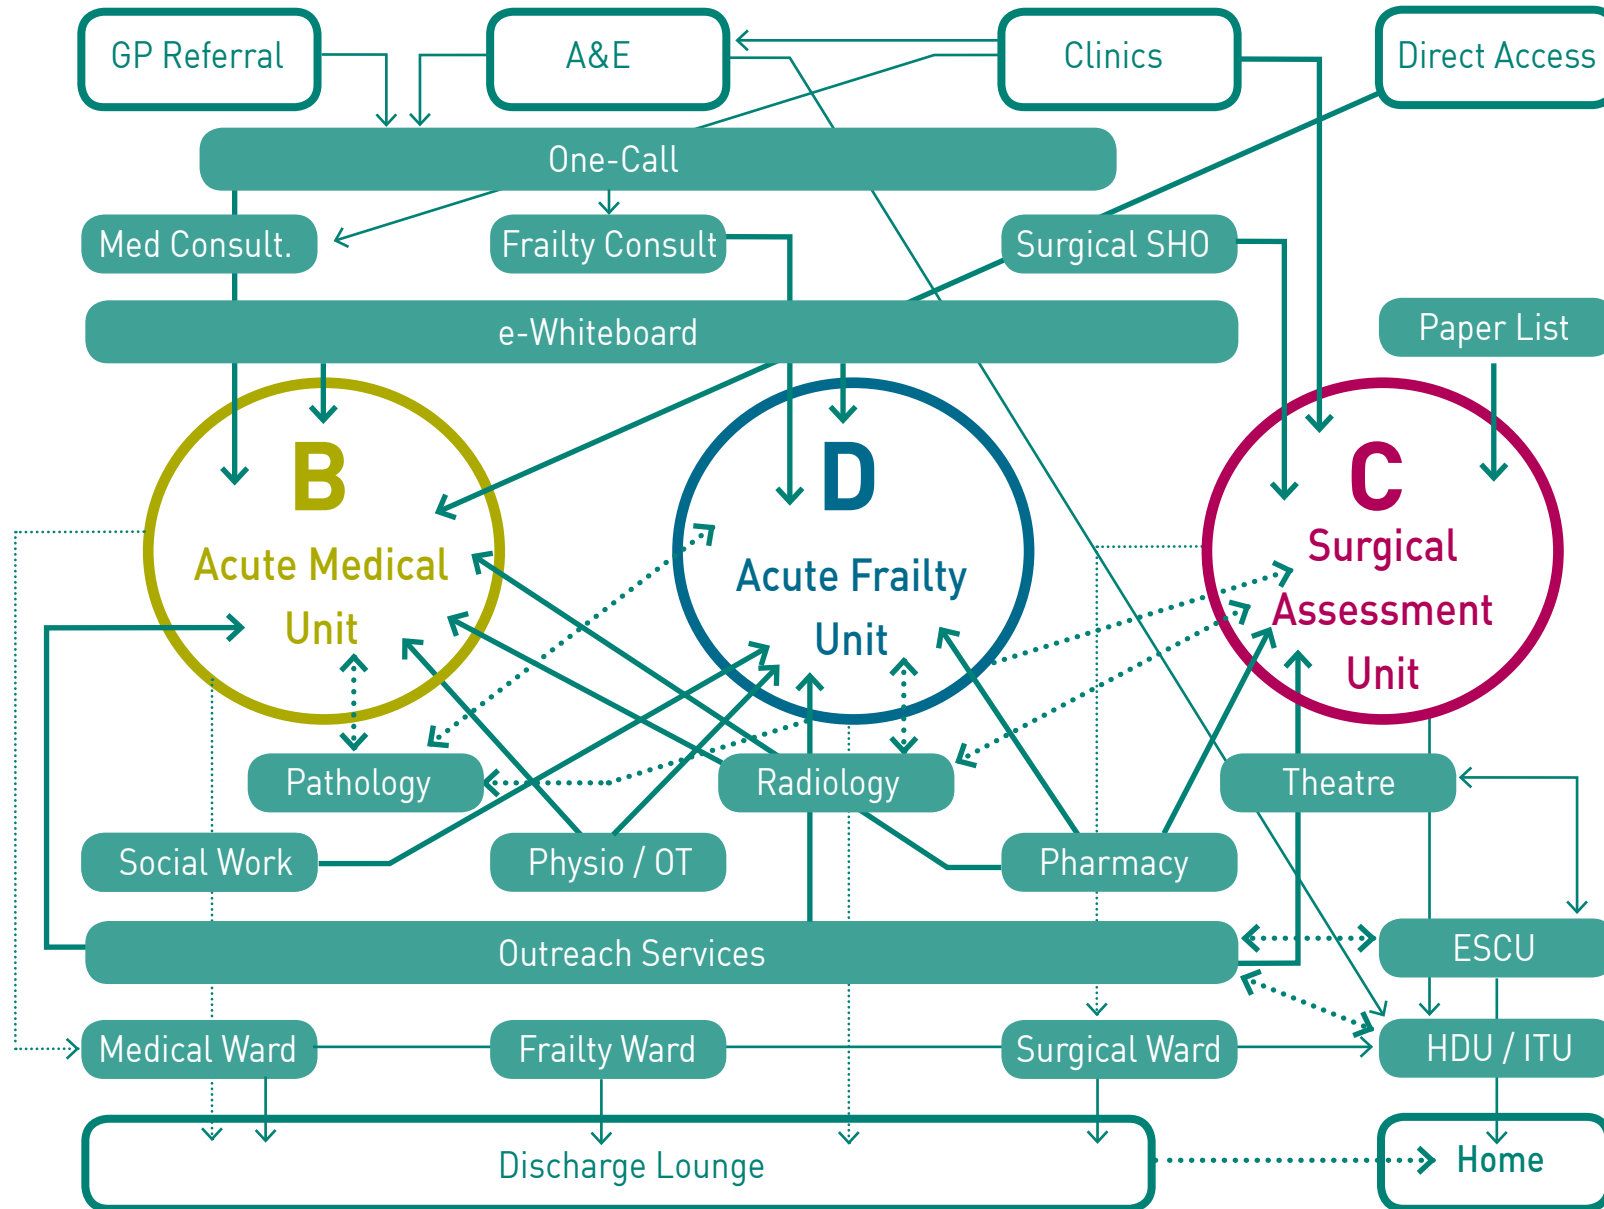 GP Referral
A&E
Clinics
Direct Access
One-Call
Med Consult.
Frailty Consult
Surgical SHO
e-Whiteboard
Paper List
B
Acute Medical
Unit
D
Acute Frailty
Unit
C
Surgical
Assessment
Unit
Pathology
Radiology
Theatre
Social Work
Physio / OT
Pharmacy
Outreach Services
ESCU
Medical Ward
Frailty Ward
Surgical Ward
HDU / ITU
Discharge Lounge
Home